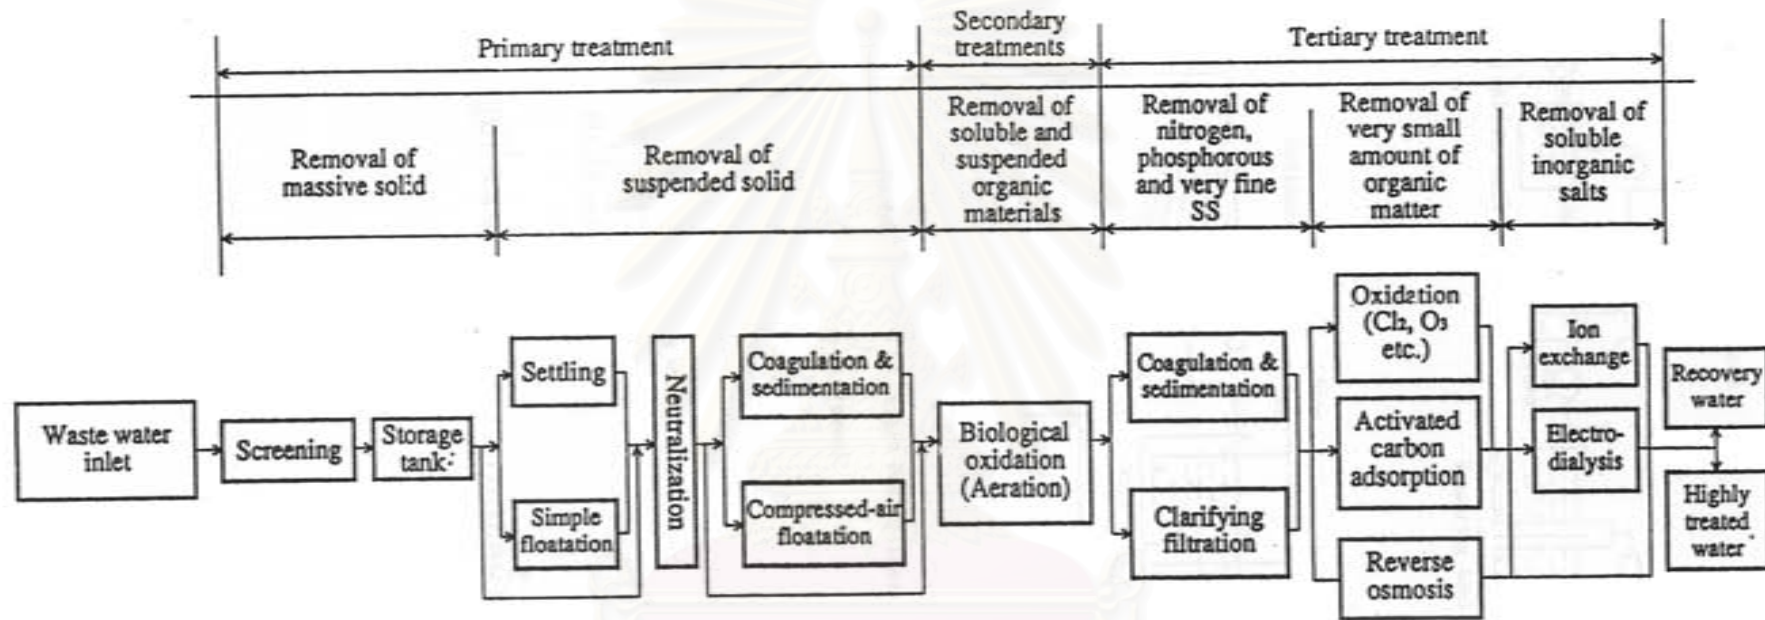 Primary treatment
Secondary
treatments
Tertiary treatment
Removal of
massive solid
Removal of
suspended solid
Removal of
soluble and
suspended
organic
materials
Removal of
nitrogen,
phosphorous
and very fine
SS
Removal of
very small
amount of
organic
matter
Removal of
soluble
inorganic
salts
Waste water
inlet
Screening
Storage
tank
Settling
Simple
floatation
Neutralization
Coagulation &
sedimentation
Compressed-air
floatation
Biological
oxidation
(Aeration)
Coagulation &
sedimentation
Clarifying
filtration
Oxidation
(Cl₂, O₃
etc.)
Activated
carbon
adsorption
Reverse
osmosis
Ion
exchange
Electro-
dialysis
Recovery
water
Highly
treated
water